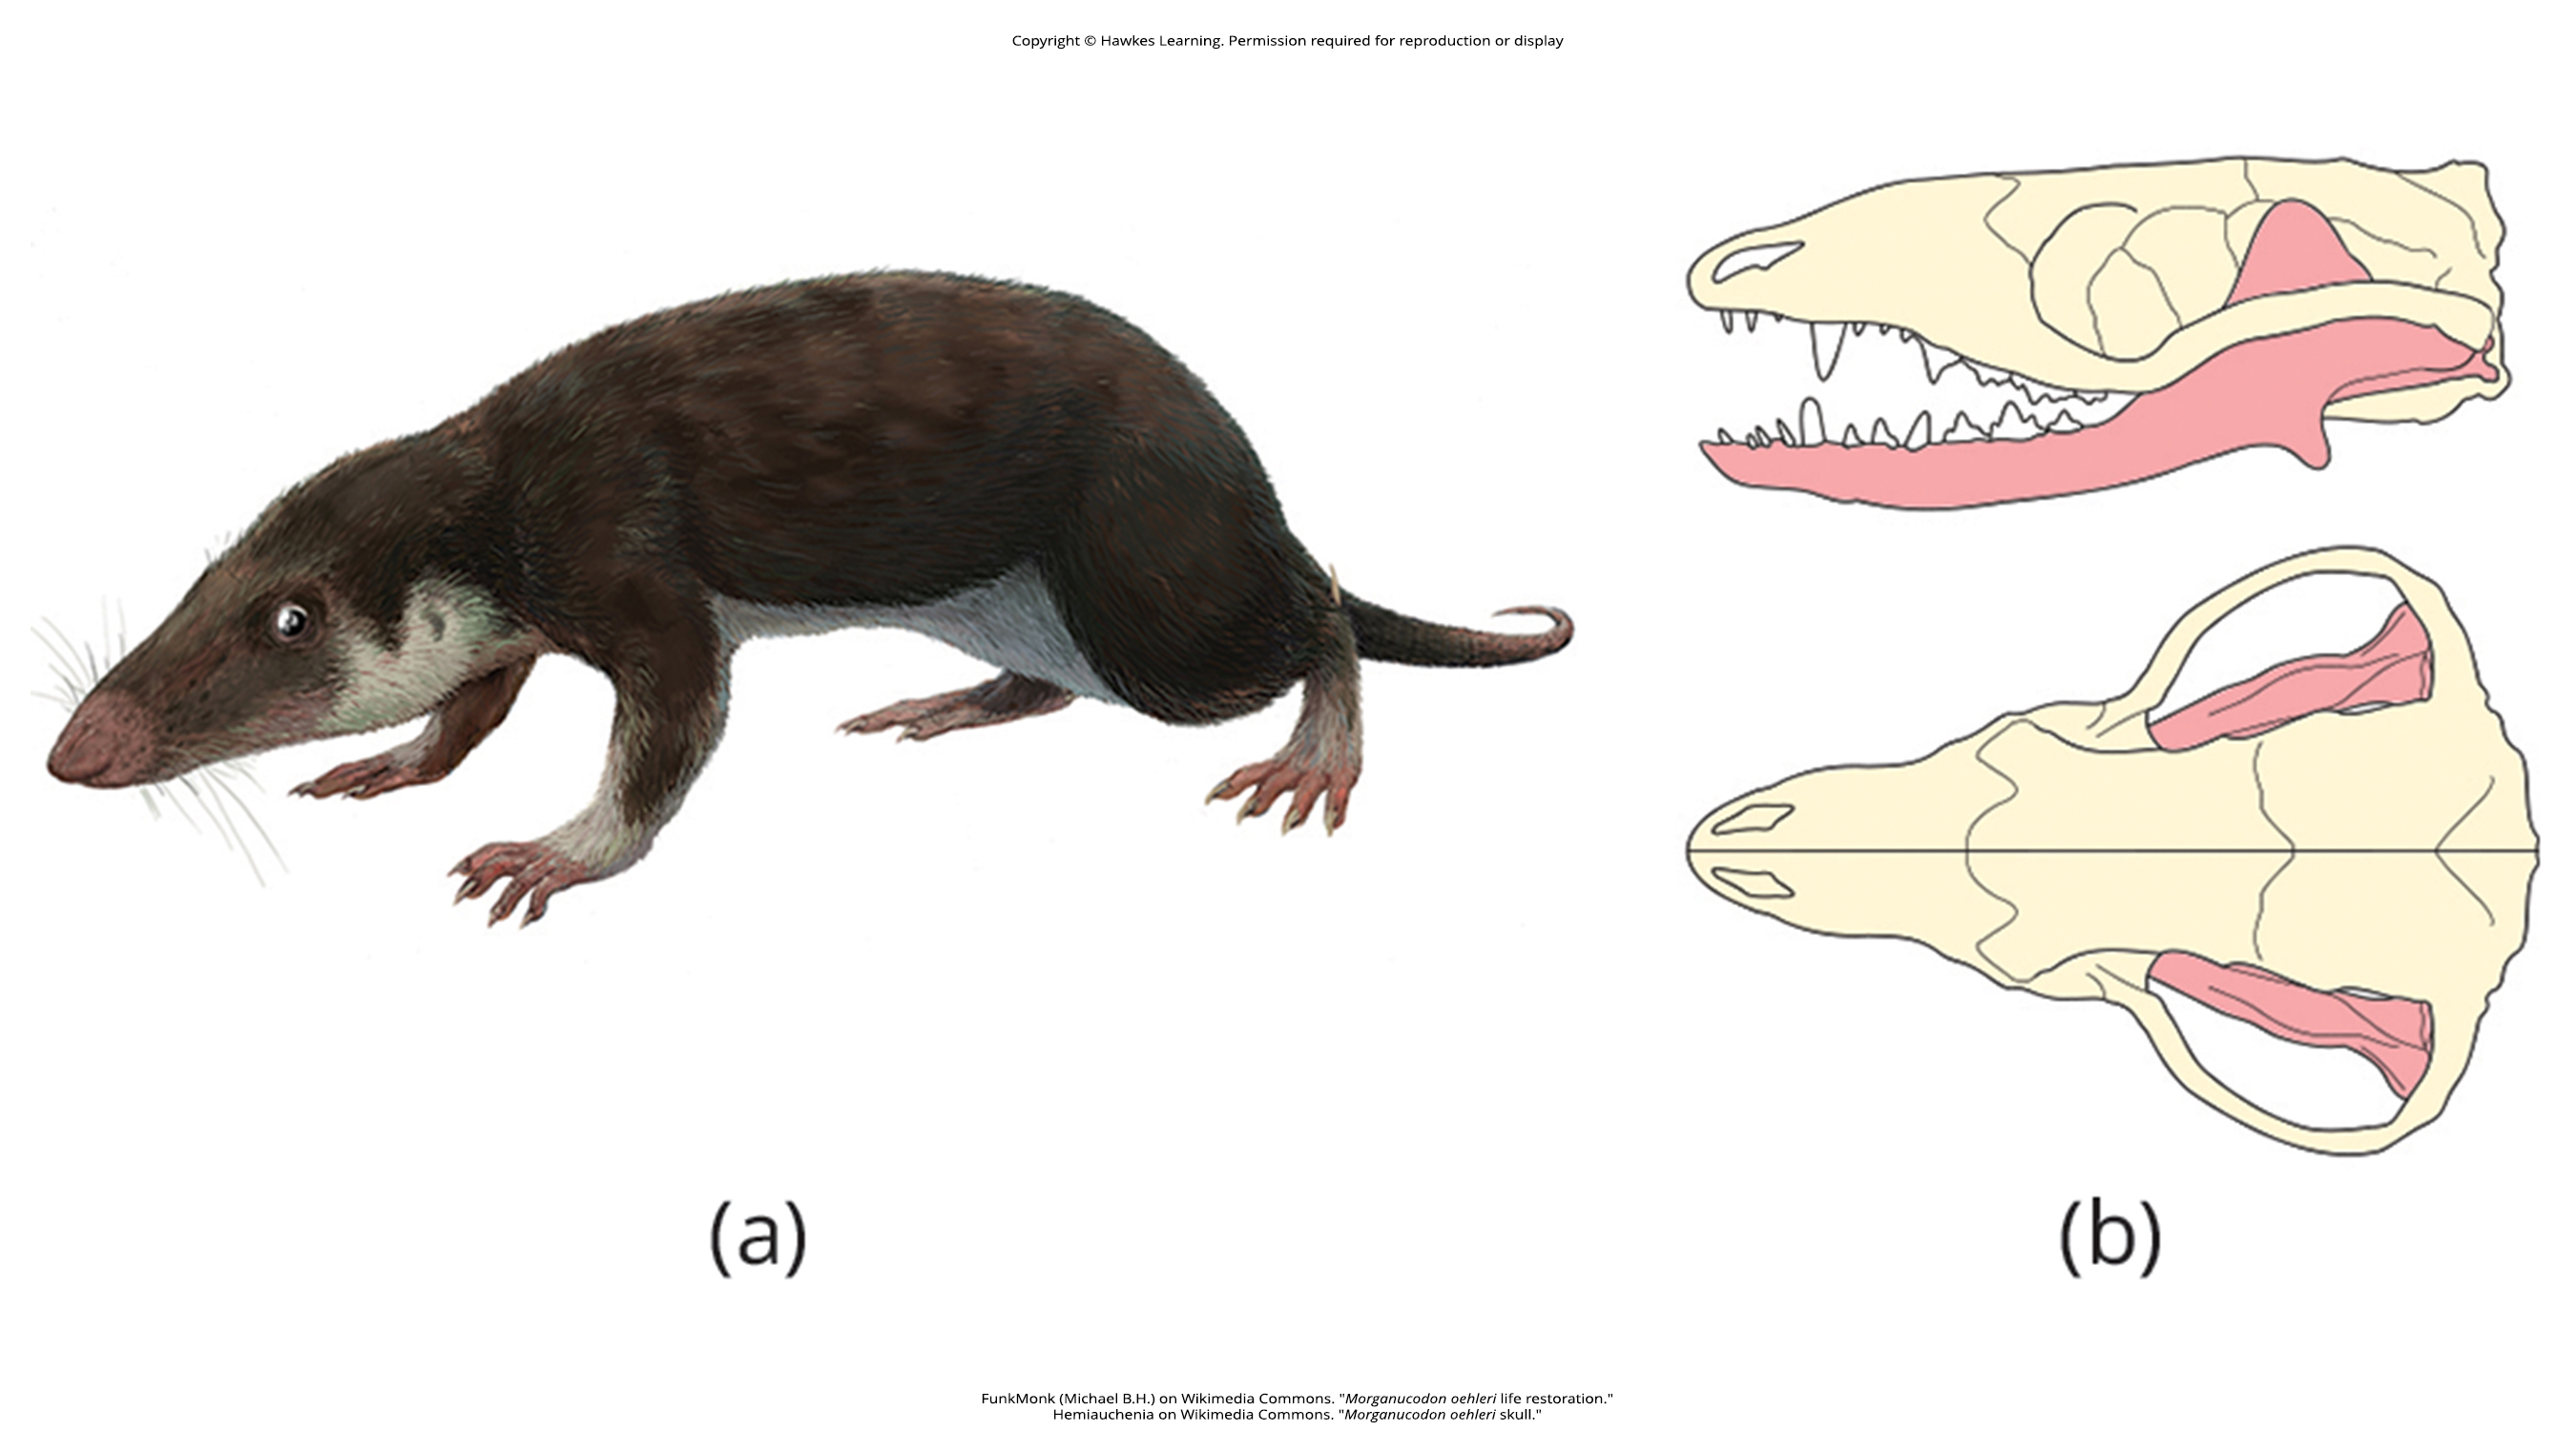 Copyright © Hawkes Learning. Permission required for reproduction or display
(a)
(b)
FunkMonk (Michael B.H.) on Wikimedia Commons. "Morganucodon oehleri life restoration."
Hemiauchenia on Wikimedia Commons. "Morganucodon oehleri skull."